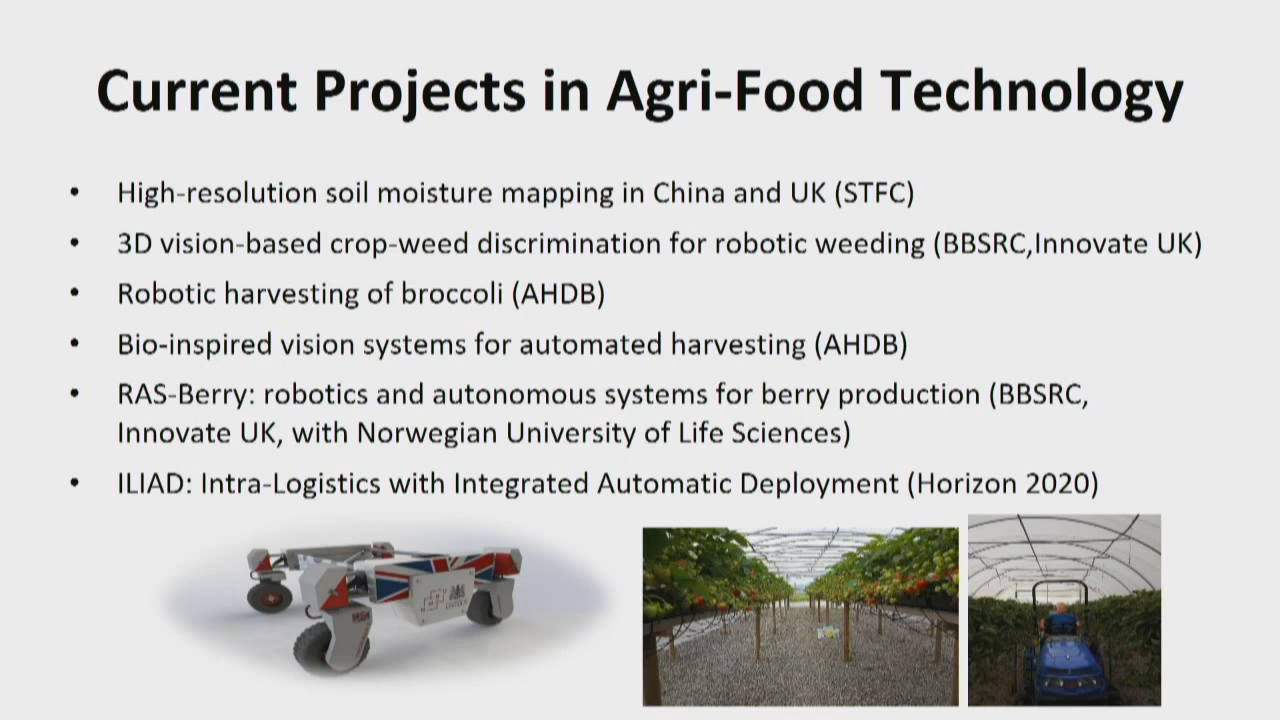 Current Projects in Agri-Food Technology
• High-resolution soil moisture mapping in China and UK (STFC)
• 3D vision-based crop-weed discrimination for robotic weeding (BBSRC,Innovate UK)
• Robotic harvesting of broccoli (AHDB)
• Bio-inspired vision systems for automated harvesting (AHDB)
• RAS-Berry: robotics and autonomous systems for berry production (BBSRC,
Innovate UK, with Norwegian University of Life Sciences)
• ILIAD: Intra-Logistics with Integrated Automatic Deployment (Horizon 2020)